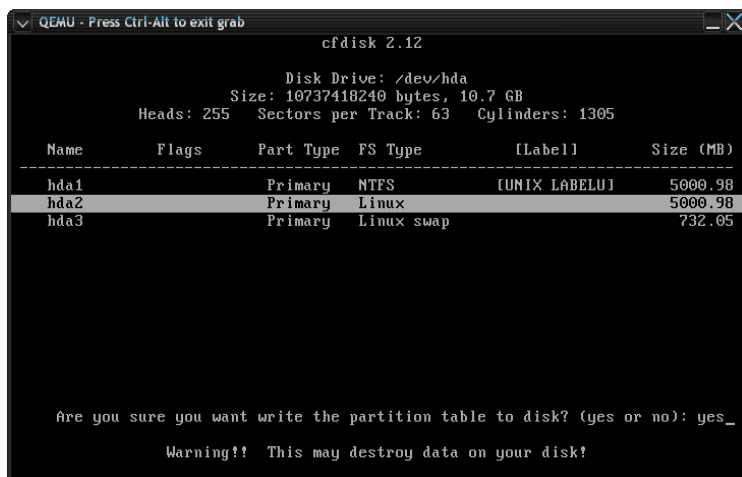 QEMU - Press Ctrl-Alt to exit grab
cfdisk 2.12
Disk Drive: /dev/hda
Size: 10737418240 bytes, 10.7 GB
Heads: 255 Sectors per Track: 63 Cylinders: 1305
Name Flags Part Type FS Type [Label] Size (MB)
hda1 Primary NTFS [UNIX LABELU] 5000.98
hda2 Primary Linux 5000.98
hda3 Primary Linux swap 732.05
Are you sure you want write the partition table to disk? (yes or no): yes_
Warning!! This may destroy data on your disk!